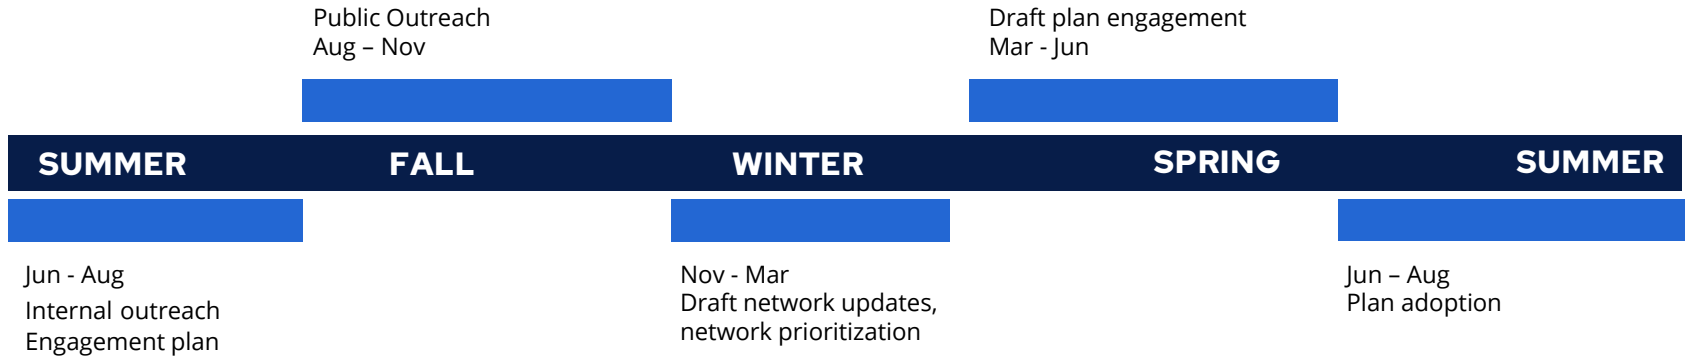 Public Outreach
Aug – Nov
Draft plan engagement
Mar - Jun
SUMMER
FALL
WINTER
SPRING
SUMMER
Jun - Aug
Internal outreach
Engagement plan
Nov - Mar
Draft network updates,
network prioritization
Jun – Aug
Plan adoption